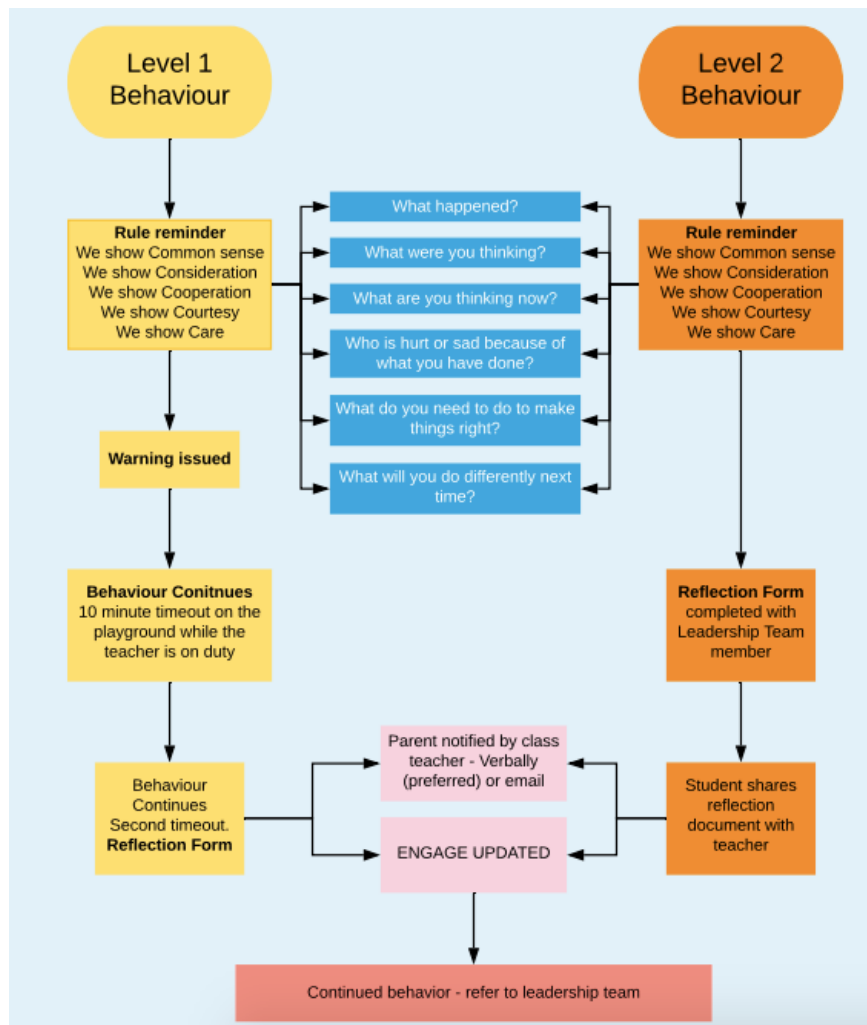 Level 1
Behaviour
Level 2
Behaviour
Rule reminder
We show Common sense
We show Consideration
We show Cooperation
We show Courtesy
We show Care
What happened?
What were you thinking?
What are you thinking now?
Who is hurt or sad because of
what you have done?
What do you need to do to make
things right?
What will you do differently next
time?
Rule reminder
We show Common sense
We show Consideration
We show Cooperation
We show Courtesy
We show Care
Warning issued
Behaviour Conitnues
10 minute timeout on the
playground while the
teacher is on duty
Reflection Form
completed with
Leadership Team
member
Behaviour
Continues
Second timeout.
Reflection Form
Parent notified by class
teacher - Verbally
(preferred) or email
ENGAGE UPDATED
Student shares
reflection
document with
teacher
Continued behavior - refer to leadership team